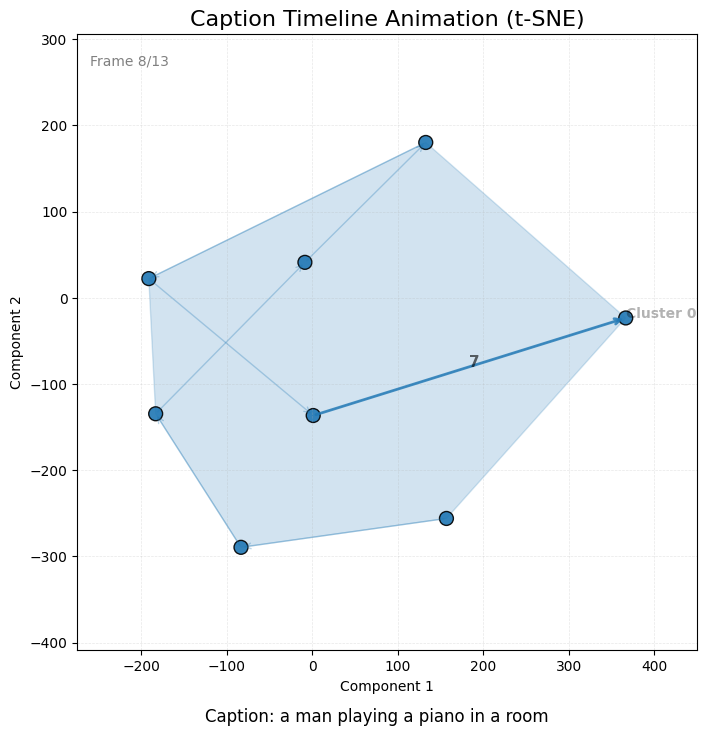 Caption Timeline Animation (t-SNE)
300
Frame 8/13
200
100
0
Cluster 0
7
−100
−200
−300
−400
Component 2
−200 −100 0 100 200 300 400
Component 1
Caption: a man playing a piano in a room